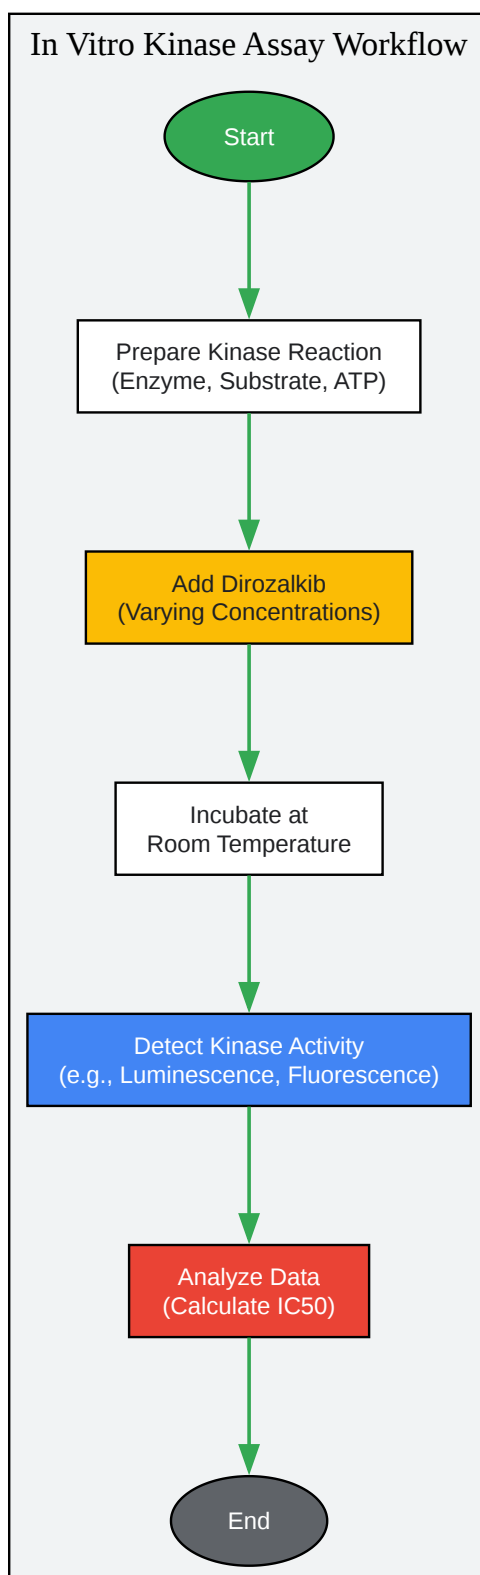 In Vitro Kinase Assay Workflow
Start
Prepare Kinase Reaction
(Enzyme, Substrate, ATP)
Add Dirozalkib
(Varying Concentrations)
Incubate at
Room Temperature
Detect Kinase Activity
(e.g., Luminescence, Fluorescence)
Analyze Data
(Calculate IC50)
End